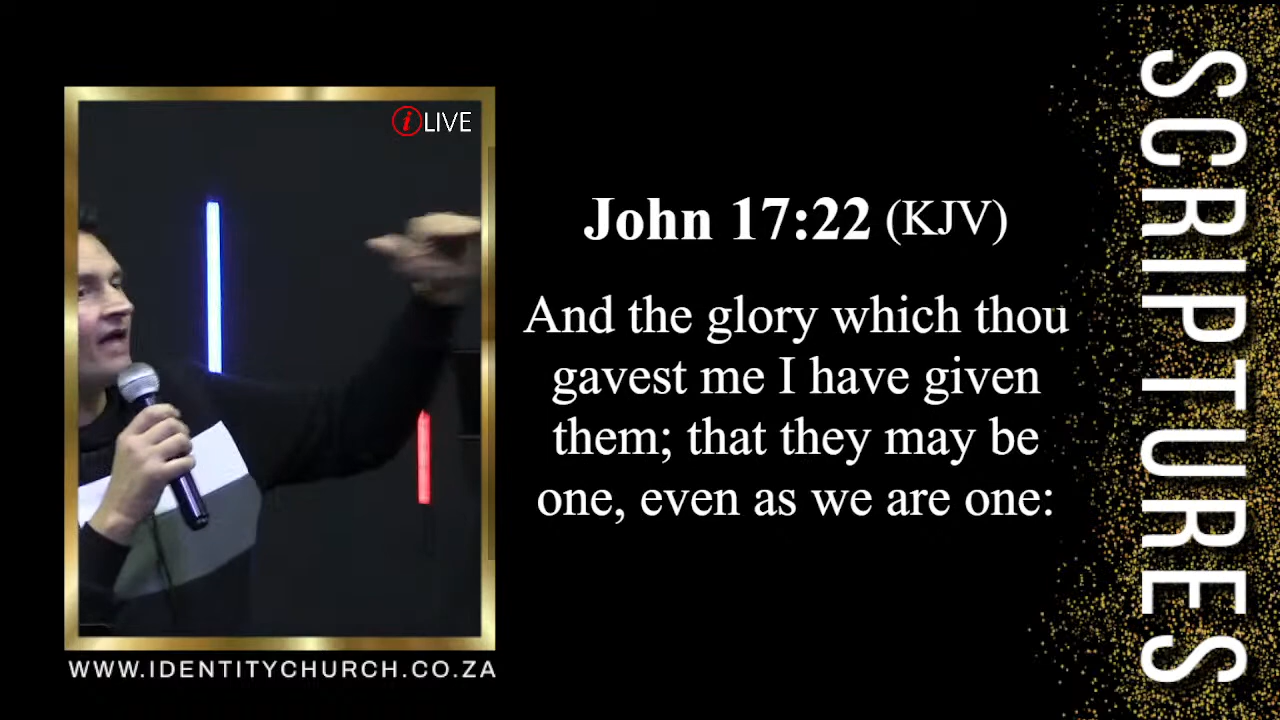 LIVE
John 17:22 (KJV)
And the glory which thou
gavest me I have given
them; that they may be
one, even as we are one:
WWW.IDENTITYCHURCH.CO.ZA
SCRIPTURES